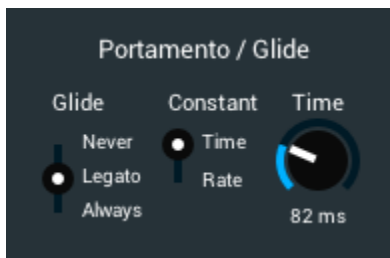 Portamento / Glide
Glide Constant Time
Never Time
Legato Rate
Always
82 ms